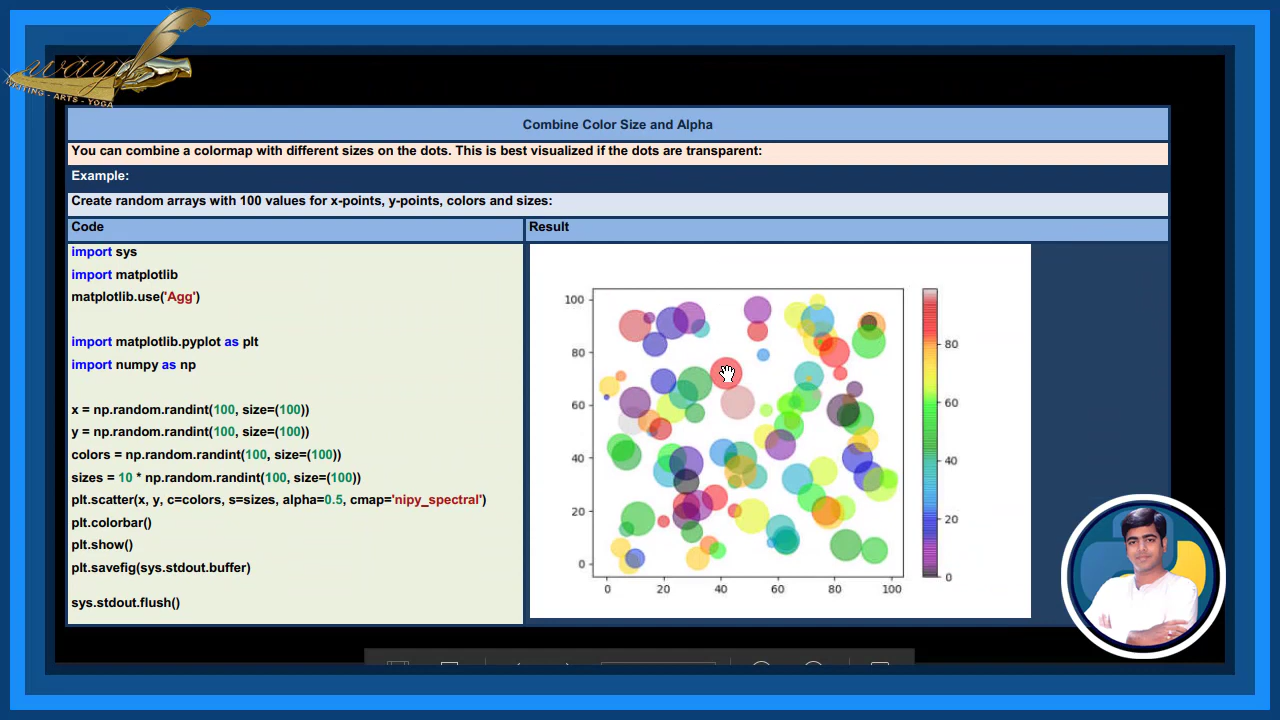 way
WRITING - ARTS - YOGA
Combine Color Size and Alpha
You can combine a colormap with different sizes on the dots. This is best visualized if the dots are transparent:
Example:
Create random arrays with 100 values for x-points, y-points, colors and sizes:
Code
Result
import sys
import matplotlib
matplotlib.use('Agg')
import matplotlib.pyplot as plt
import numpy as np
x = np.random.randint(100, size=(100))
y = np.random.randint(100, size=(100))
colors = np.random.randint(100, size=(100))
sizes = 10 * np.random.randint(100, size=(100))
plt.scatter(x, y, c=colors, s=sizes, alpha=0.5, cmap='nipy_spectral')
plt.colorbar()
plt.show()
plt.savefig(sys.stdout.buffer)
sys.stdout.flush()
100
80
60
40
20
0
0 20 40 60 80 100
80
60
40
20
0